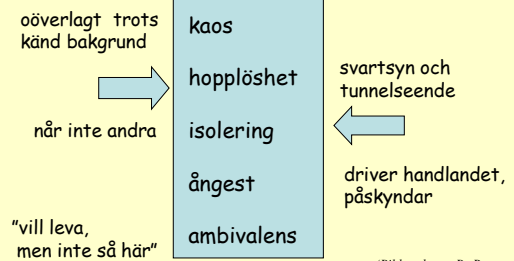 oöverlagt trots
känd bakgrund
når inte andra
"vill leva,
men inte så här"
kaos
hopplöshet
isolering
ångest
ambivalens
svartsyn och
tunnelseende
driver handlandet,
påskyndar